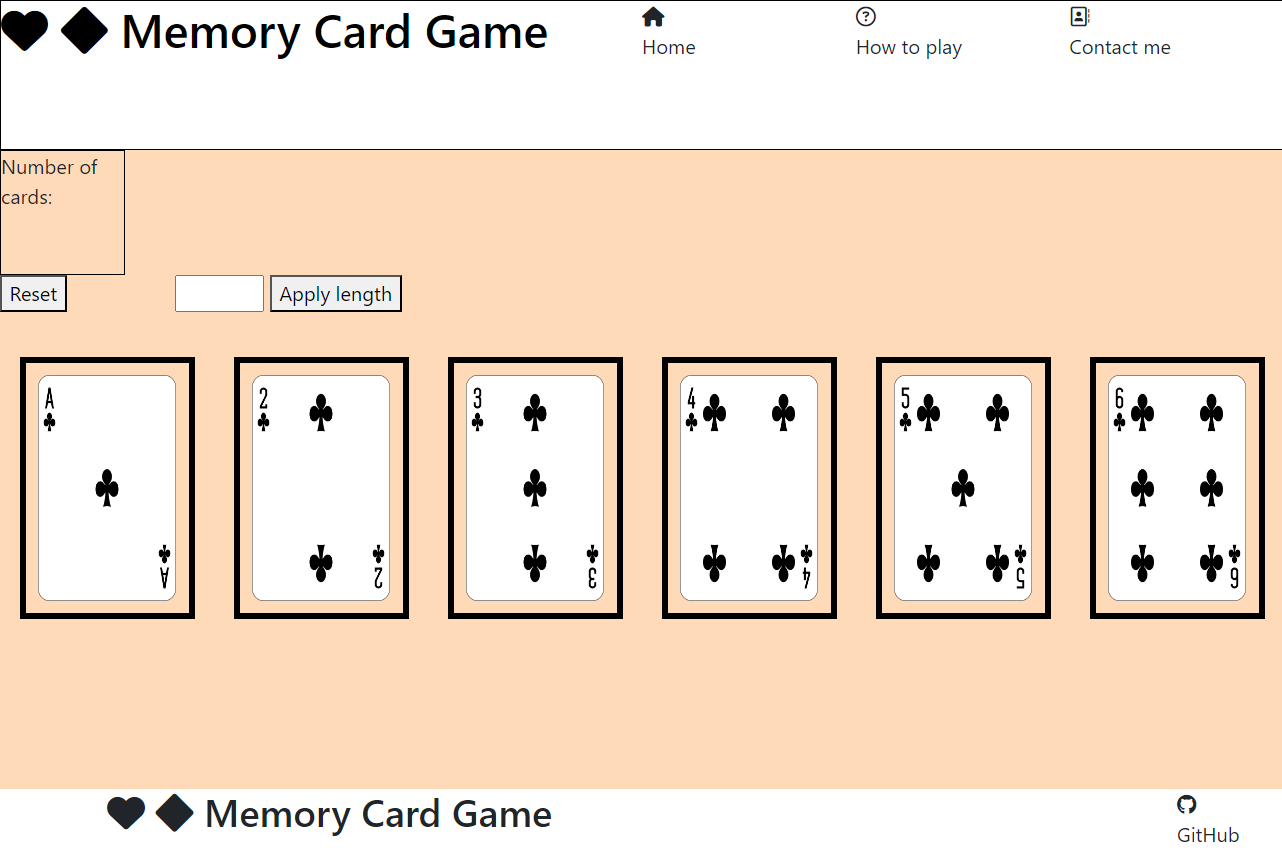 Memory Card Game
Home
How to play
Contact me
Number of
cards:
Reset
Apply length
A
A
2
2
3
3
4
4
5
5
6
6
Memory Card Game
GitHub